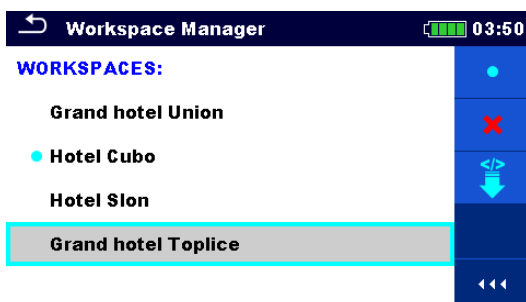 Workspace Manager 03:50
WORKSPACES:
Grand hotel Union
Hotel Cubo
Hotel Slon
Grand hotel Toplice
</>